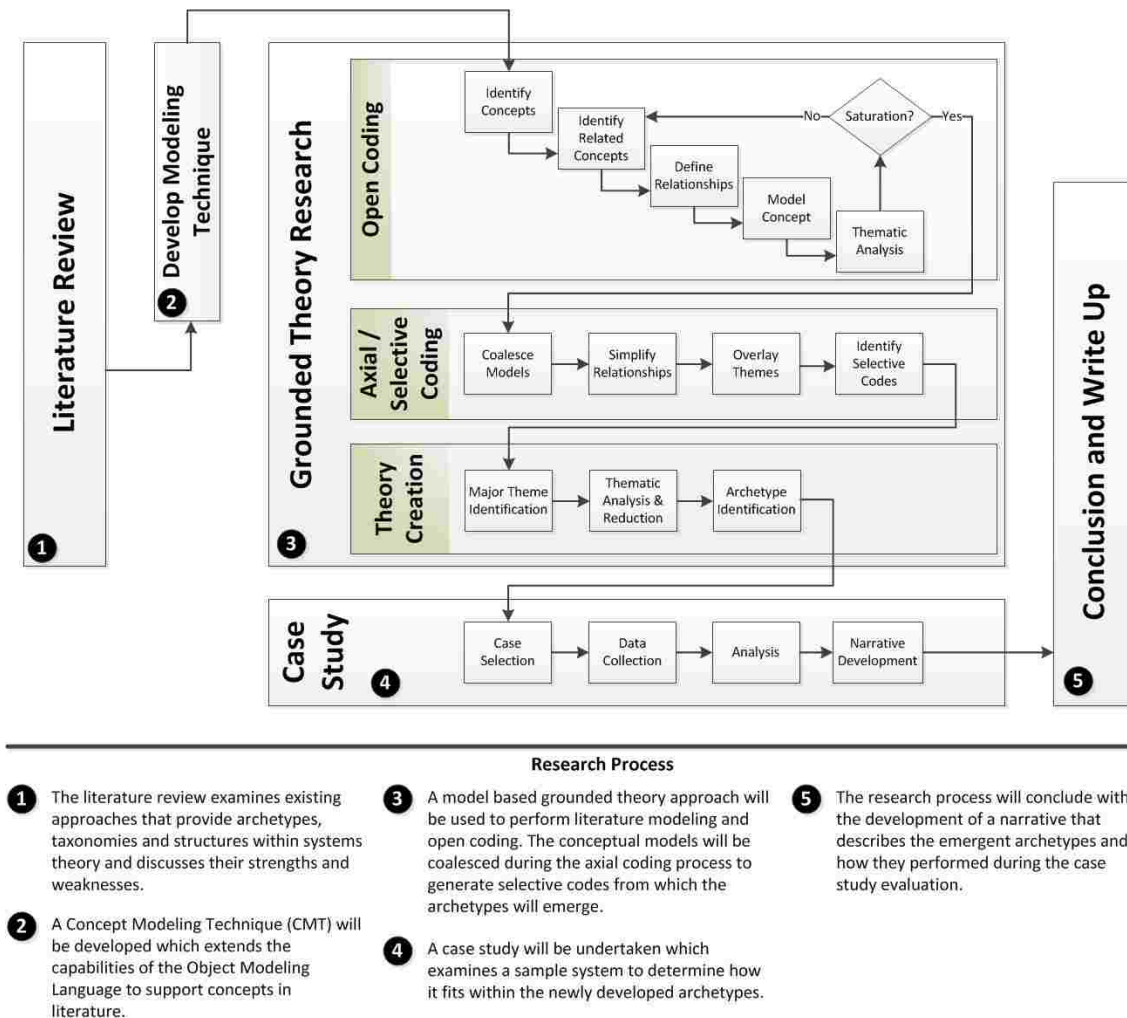 Literature Review
1
Develop Modeling
Technique
2
Grounded Theory Research
3
Open Coding
Identify
Concepts
Identify
Related
Concepts
Define
Relationships
Model
Concept
Thematic
Analysis
Saturation?
No
Yes
Axial /
Selective
Coding
Coalesce
Models
Simplify
Relationships
Overlay
Themes
Identify
Selective
Codes
Theory
Creation
Major Theme
Identification
Thematic
Analysis &
Reduction
Archetype
Identification
Case
Study
4
Case
Selection
Data
Collection
Analysis
Narrative
Development
Conclusion and Write Up
5
Research Process
1
The literature review examines existing
approaches that provide archetypes,
taxonomies and structures within systems
theory and discusses their strengths and
weaknesses.
2
A Concept Modeling Technique (CMT) will
be developed which extends the
capabilities of the Object Modeling
Language to support concepts in
literature.
3
A model based grounded theory approach will
be used to perform literature modeling and
open coding. The conceptual models will be
coalesced during the axial coding process to
generate selective codes from which the
archetypes will emerge.
4
A case study will be undertaken which
examines a sample system to determine how
it fits within the newly developed archetypes.
5
The research process will conclude with
the development of a narrative that
describes the emergent archetypes and
how they performed during the case
study evaluation.